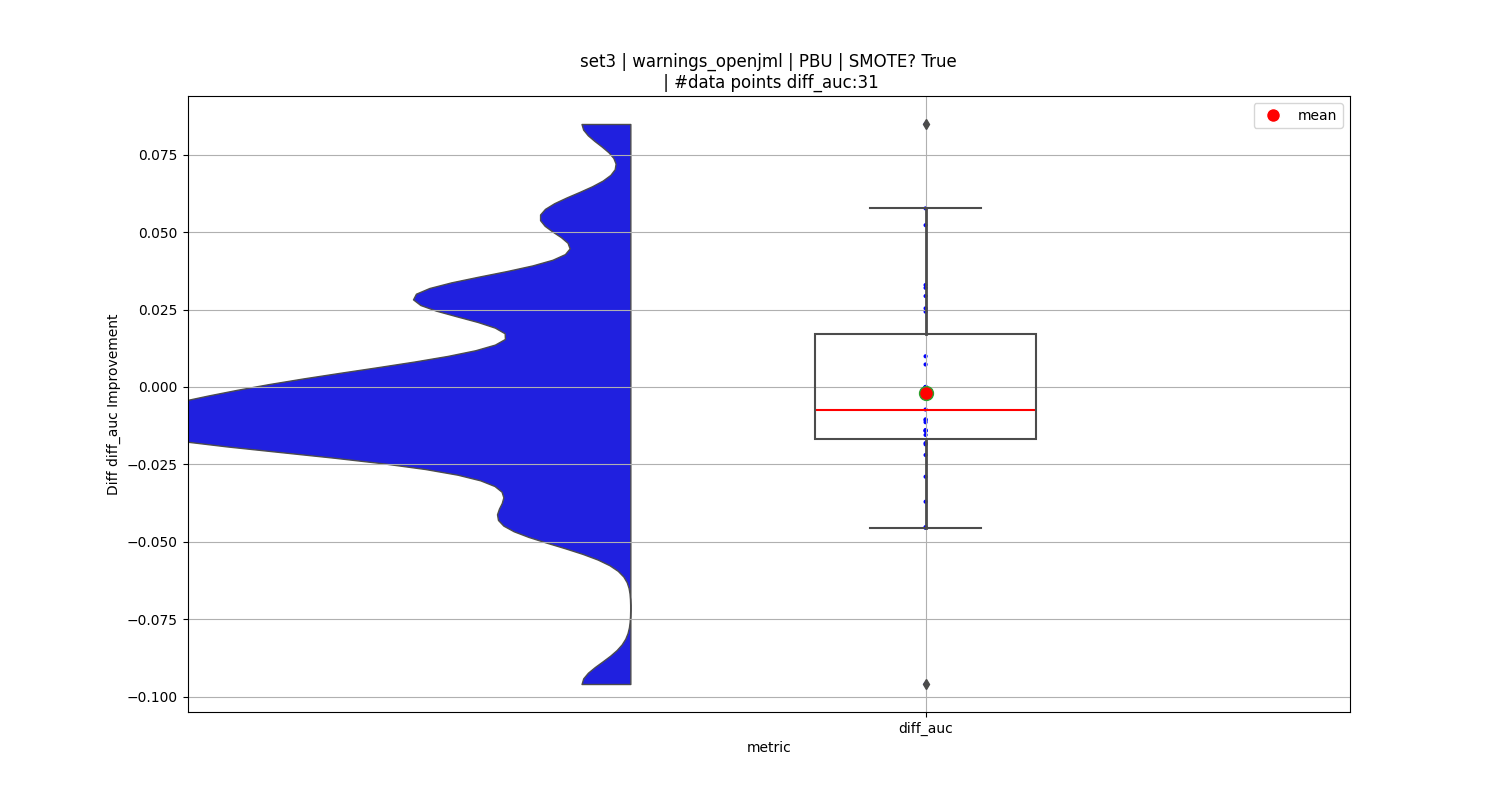 set3 | warnings_openjml | PBU | SMOTE? True
| #data points diff_auc:31
mean
0.075
0.050
0.025
0.000
−0.025
−0.050
−0.075
−0.100
Diff diff_auc Improvement
diff_auc
metric